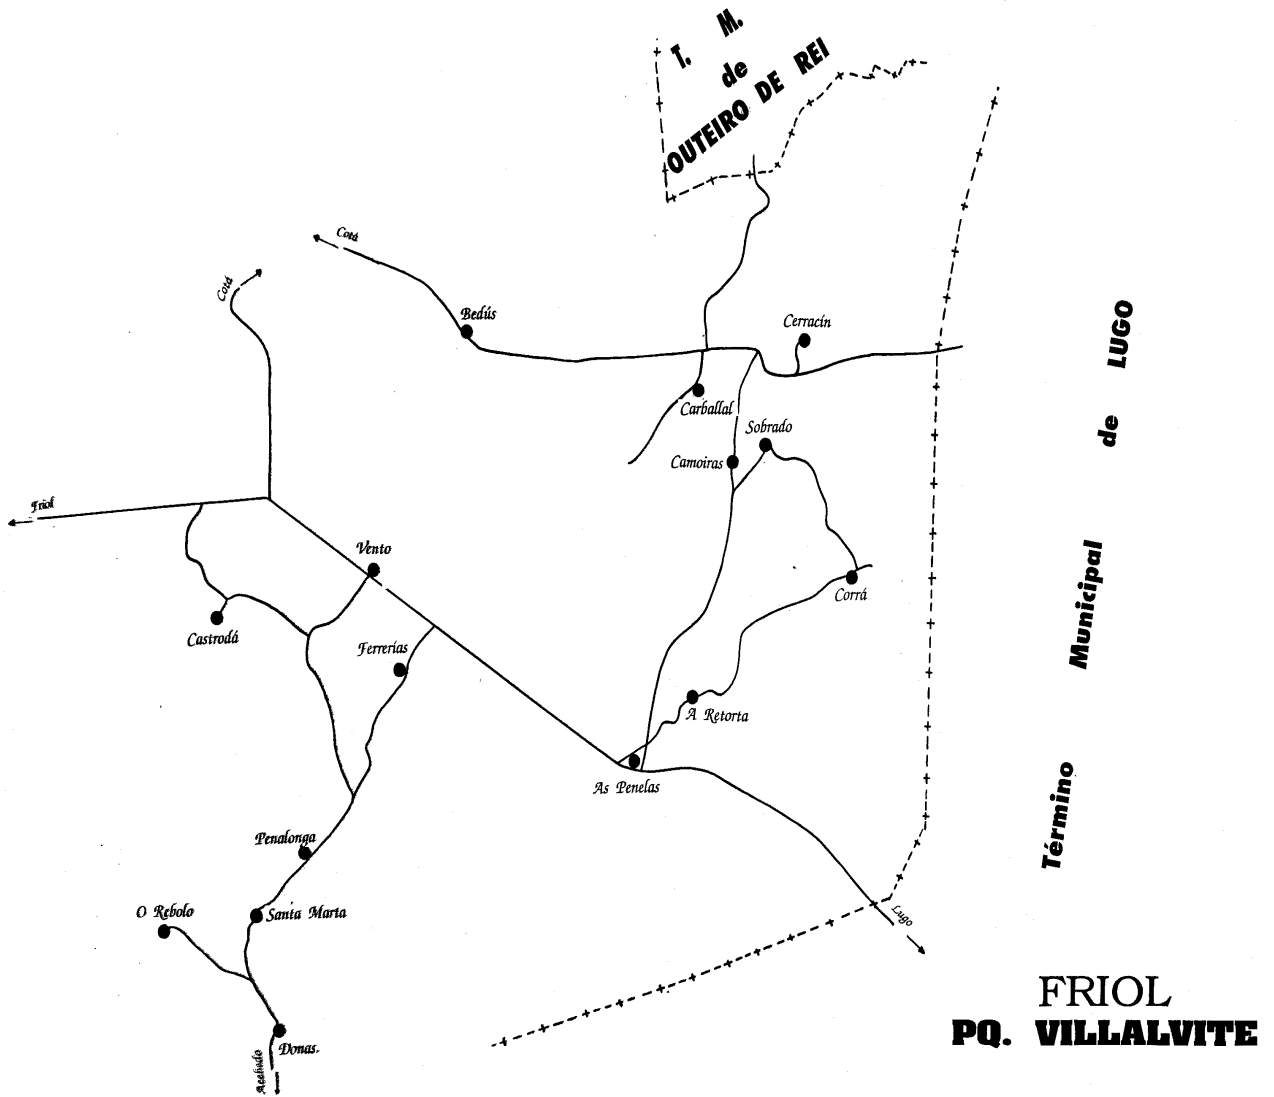 T. M.
de
OUTEIRO DE REI
Cotá
Cotá
Bedús
Cerracín
Carballal
Sobrado
Camoiras
Friol
Vento
Castrodá
Ferrerías
Corrá
A Retorta
As Penelas
Penalonga
O Rebolo
Santa Marta
Donas.
Acebedo
Lugo
Término Municipal de LUGO
FRIOL
PQ. VILLALVITE